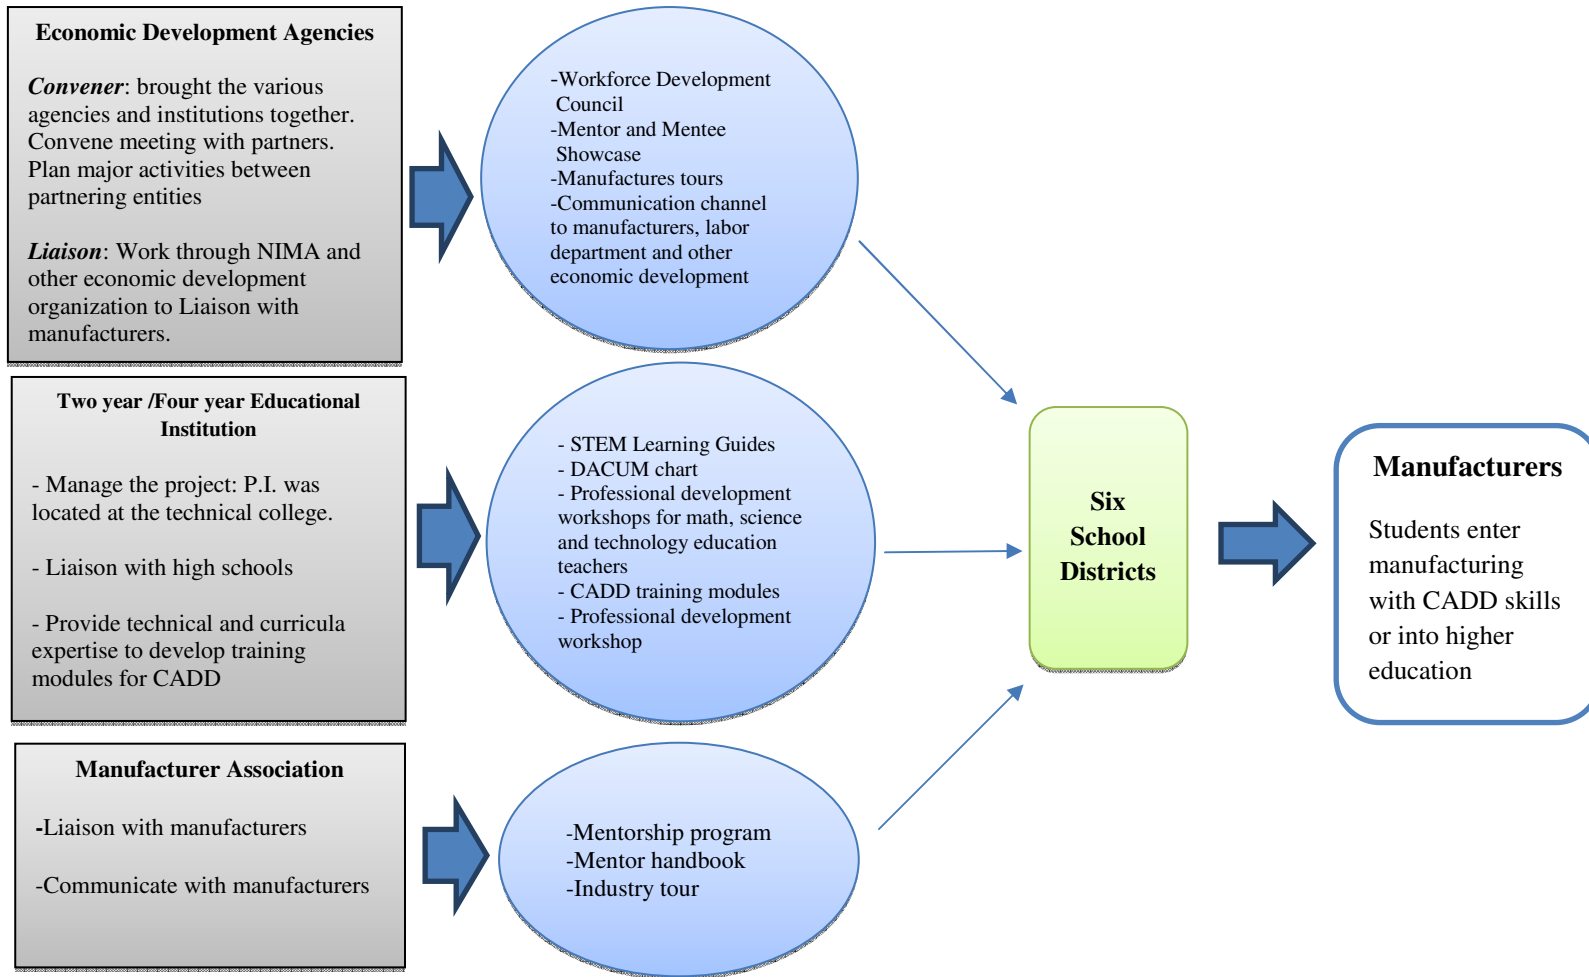 Economic Development Agencies
Convener: brought the various
agencies and institutions together.
Convene meeting with partners.
Plan major activities between
partnering entities
Liaison: Work through NIMA and
other economic development
organization to Liaison with
manufacturers.
-Workforce Development
Council
-Mentor and Mentee
Showcase
-Manufactures tours
-Communication channel
to manufacturers, labor
department and other
economic development
Two year /Four year Educational
Institution
- Manage the project: P.I. was
located at the technical college.
- Liaison with high schools
- Provide technical and curricula
expertise to develop training
modules for CADD
- STEM Learning Guides
- DACUM chart
- Professional development
workshops for math, science
and technology education
teachers
- CADD training modules
- Professional development
workshop
Manufacturer Association
-Liaison with manufacturers
-Communicate with manufacturers
-Mentorship program
-Mentor handbook
-Industry tour
Six
School
Districts
Manufacturers
Students enter
manufacturing
with CADD skills
or into higher
education